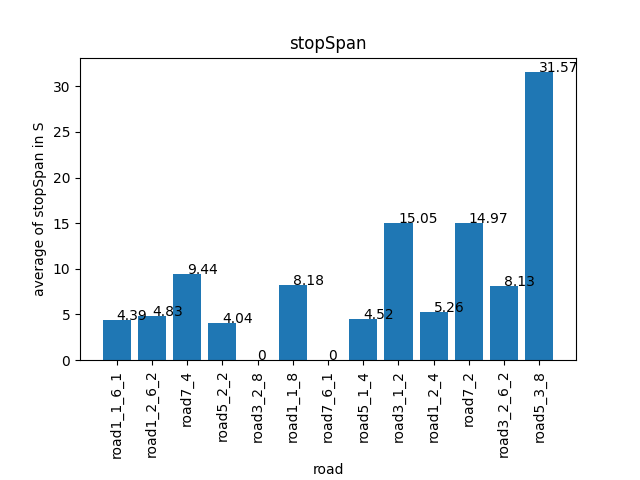 stopSpan
average of stopSpan in S
30
25
20
15
10
5
0
4.39
4.83
9.44
4.04
0
8.18
0
4.52
15.05
5.26
14.97
8.13
31.57
road1_1_6_1
road1_2_6_2
road7_4
road5_2_2
road3_2_8
road1_1_8
road7_6_1
road5_1_4
road3_1_2
road1_2_4
road7_2
road3_2_6_2
road5_3_8
road